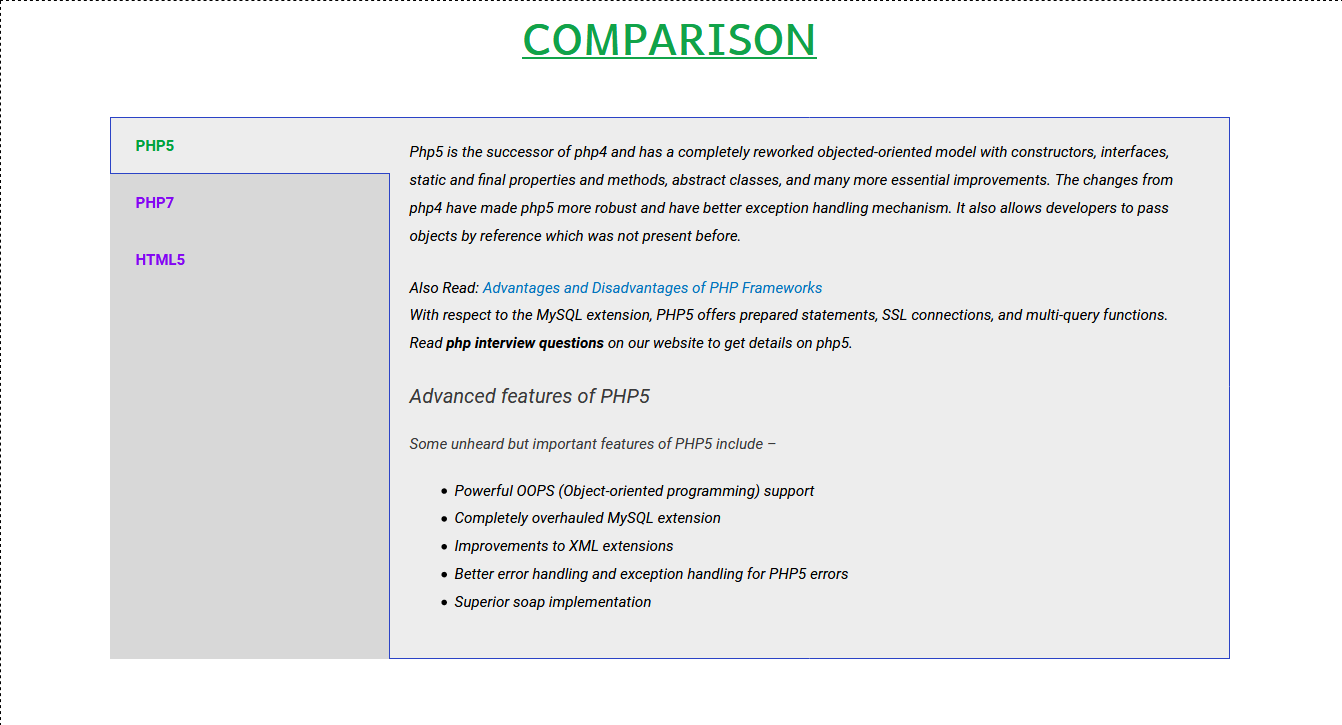 COMPARISON
PHP5
PHP7
HTML5
Php5 is the successor of php4 and has a completely reworked objected-oriented model with constructors, interfaces,
static and final properties and methods, abstract classes, and many more essential improvements. The changes from
php4 have made php5 more robust and have better exception handling mechanism. It also allows developers to pass
objects by reference which was not present before.
Also Read: Advantages and Disadvantages of PHP Frameworks
With respect to the MySQL extension, PHP5 offers prepared statements, SSL connections, and multi-query functions.
Read php interview questions on our website to get details on php5.
Advanced features of PHP5
Some unheard but important features of PHP5 include –
• Powerful OOPS (Object-oriented programming) support
• Completely overhauled MySQL extension
• Improvements to XML extensions
• Better error handling and exception handling for PHP5 errors
• Superior soap implementation